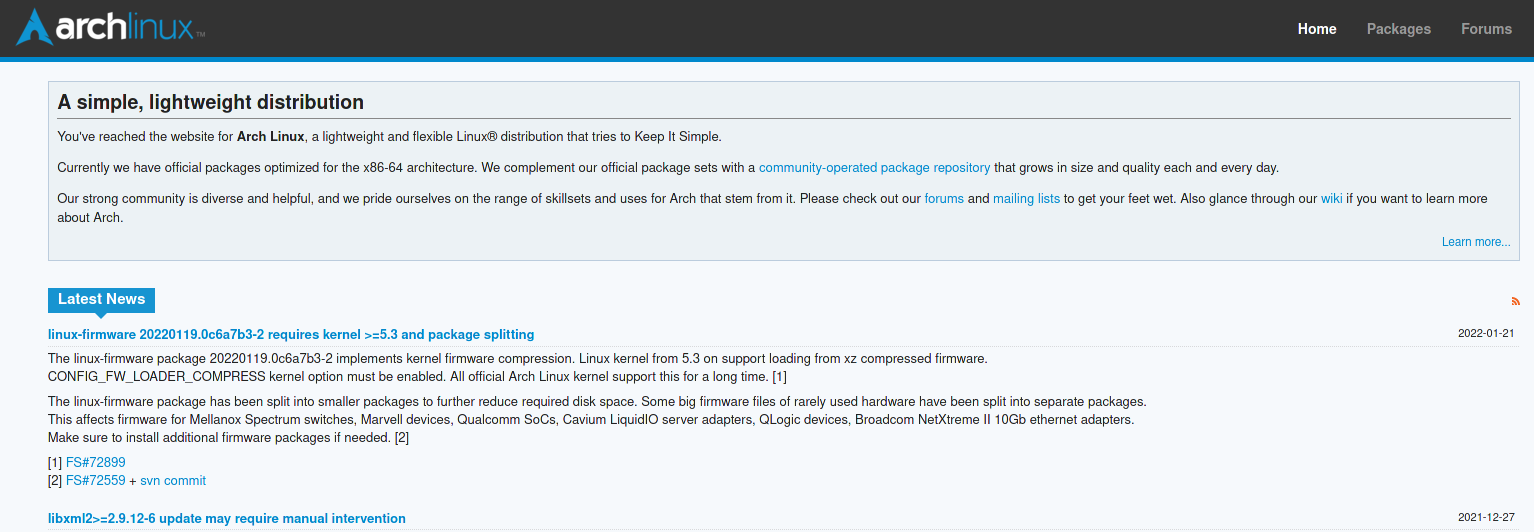 archlinux™
Home Packages Forums
A simple, lightweight distribution
You've reached the website for Arch Linux, a lightweight and flexible Linux® distribution that tries to Keep It Simple.
Currently we have official packages optimized for the x86-64 architecture. We complement our official package sets with a community-operated package repository that grows in size and quality each and every day.
Our strong community is diverse and helpful, and we pride ourselves on the range of skillsets and uses for Arch that stem from it. Please check out our forums and mailing lists to get your feet wet. Also glance through our wiki if you want to learn more
about Arch.
Learn more...
Latest News
linux-firmware 20220119.0c6a7b3-2 requires kernel >=5.3 and package splitting 2022-01-21
The linux-firmware package 20220119.0c6a7b3-2 implements kernel firmware compression. Linux kernel from 5.3 on support loading from xz compressed firmware.
CONFIG_FW_LOADER_COMPRESS kernel option must be enabled. All official Arch Linux kernel support this for a long time. [1]
The linux-firmware package has been split into smaller packages to further reduce required disk space. Some big firmware files of rarely used hardware have been split into separate packages.
This affects firmware for Mellanox Spectrum switches, Marvell devices, Qualcomm SoCs, Cavium LiquidIO server adapters, QLogic devices, Broadcom NetXtreme II 10Gb ethernet adapters.
Make sure to install additional firmware packages if needed. [2]
[1] FS#72899
[2] FS#72559 + svn commit
libxml2>=2.9.12-6 update may require manual intervention 2021-12-27